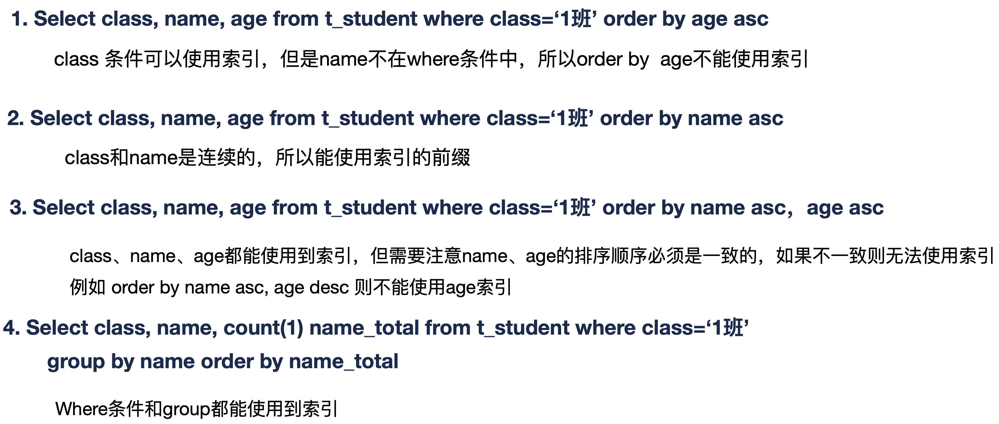 1. Select class, name, age from t_student where class=‘1班’ order by age asc
class 条件可以使用索引，但是name不在where条件中，所以order by  age不能使用索引
2. Select class, name, age from t_student where class=‘1班’ order by name asc
class和name是连续的，所以能使用索引的前缀
3. Select class, name, age from t_student where class=‘1班’ order by name asc，age asc
class、name、age都能使用到索引，但需要注意name、age的排序顺序必须是一致的，如果不一致则无法使用索引
例如 order by name asc, age desc 则不能使用age索引
4. Select class, name, count(1) name_total from t_student where class=‘1班’
group by name order by name_total
Where条件和group都能使用到索引